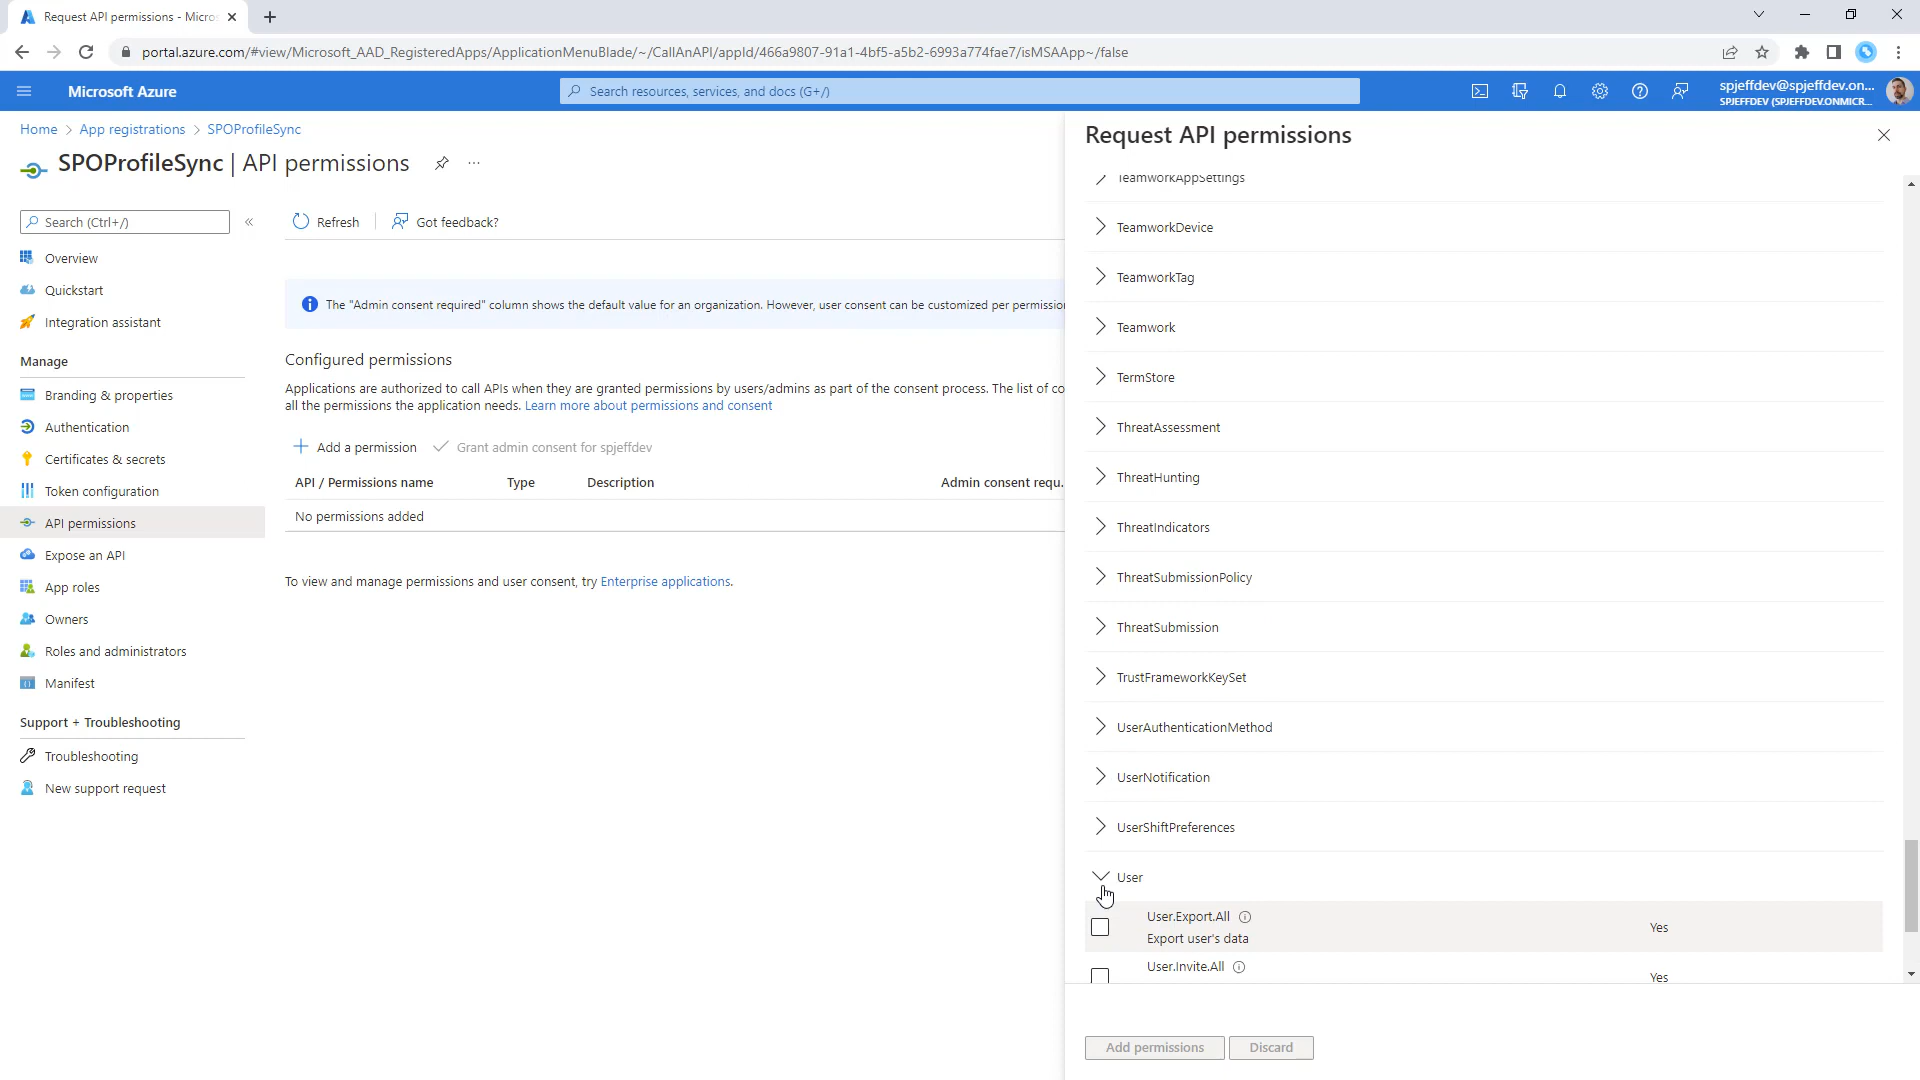 Request API permissions - Micros
portal.azure.com/#view/Microsoft_AAD_RegisteredApps/ApplicationMenuBlade/~/CallAnAPI/appId/466a9807-91a1-4bf5-a5b2-6993a774fae7/isMSAApp~/false
Microsoft Azure
Search resources, services, and docs (G+/)
spjeffdev@spjeffdev.on...
SPJEFFDEV (SPJEFFDEV.ONMICR...
Home > App registrations > SPOProfileSync
SPOProfileSync | API permissions
Search (Ctrl+/)
Overview
Quickstart
Integration assistant
Manage
Branding & properties
Authentication
Certificates & secrets
Token configuration
API permissions
Expose an API
App roles
Owners
Roles and administrators
Manifest
Support + Troubleshooting
Troubleshooting
New support request
Refresh
Got feedback?
The "Admin consent required" column shows the default value for an organization. However, user consent can be customized per permission
Configured permissions
Applications are authorized to call APIs when they are granted permissions by users/admins as part of the consent process. The list of co
all the permissions the application needs. Learn more about permissions and consent
Add a permission
Grant admin consent for spjeffdev
API / Permissions name Type Description Admin consent requ...
No permissions added
To view and manage permissions and user consent, try Enterprise applications.
Request API permissions
TeamworkAppSettings
TeamworkDevice
TeamworkTag
Teamwork
TermStore
ThreatAssessment
ThreatHunting
ThreatIndicators
ThreatSubmissionPolicy
ThreatSubmission
TrustFrameworkKeySet
UserAuthenticationMethod
UserNotification
UserShiftPreferences
User
User.Export.All
Export user's data
Yes
User.Invite.All
Yes
Add permissions
Discard